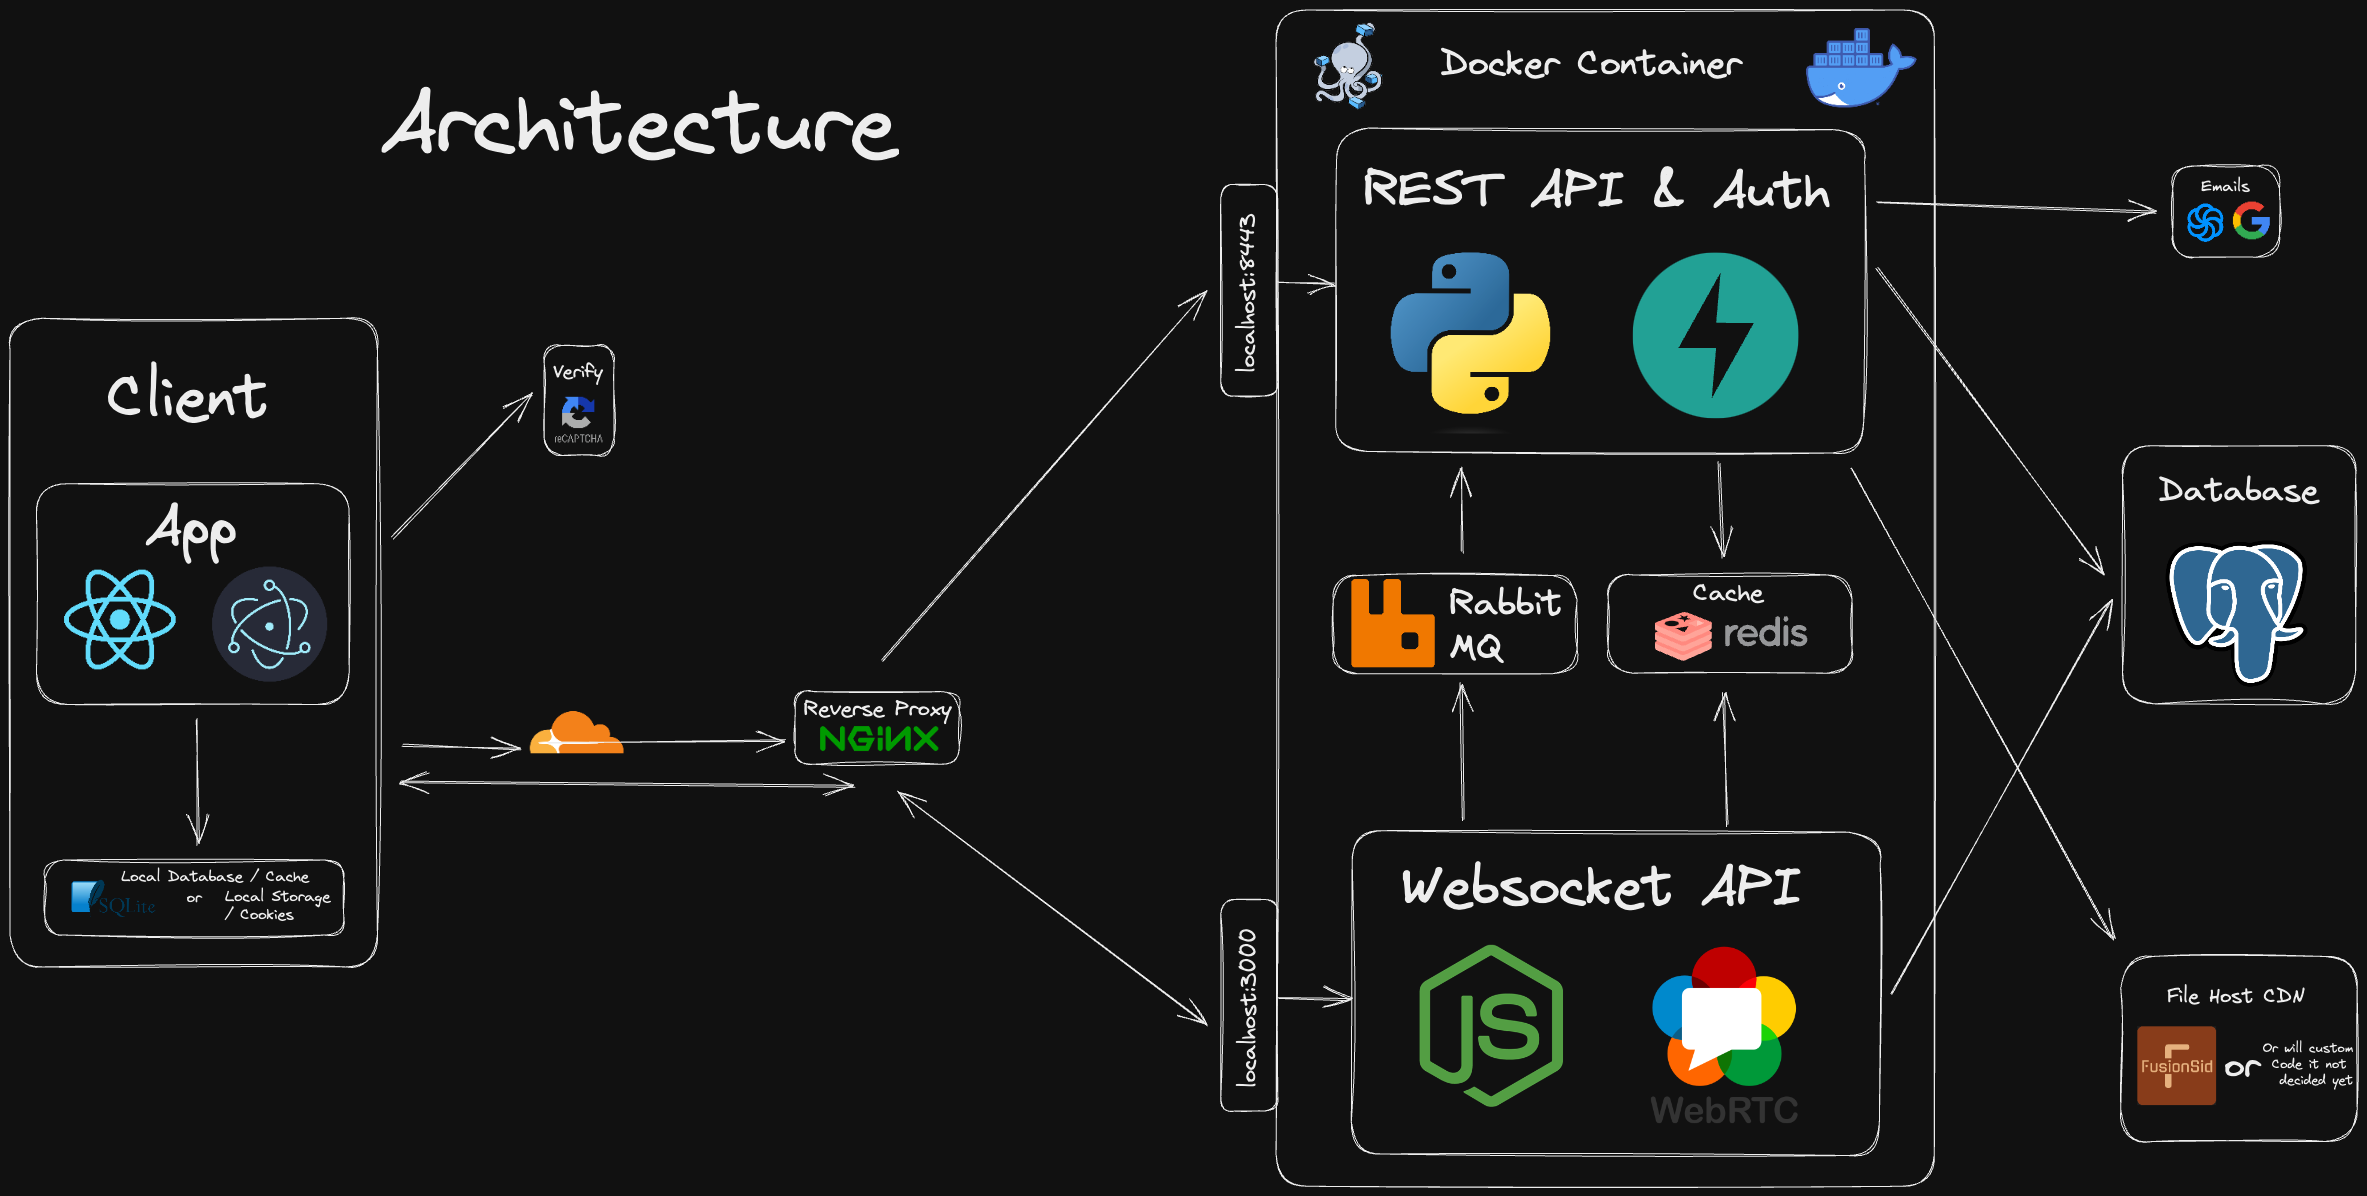 Architecture
Client
App
Local Database / Cache
or Local Storage
/ Cookies
SQLite
Verify
reCAPTCHA
Reverse Proxy
NGiNX
localhost:8443
localhost:3000
Docker Container
REST API & Auth
Rabbit
MQ
Cache
redis
Websocket API
JS
WebRTC
Emails
Database
File Host CDN
FusionSid
or
Or will custom
Code it not
decided yet